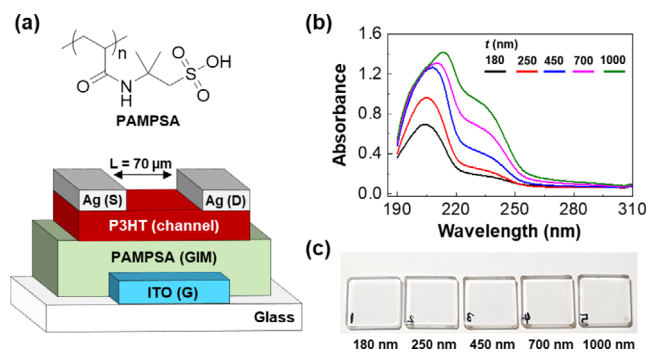 (a)
n
O
N
H
S
OH
O
O
PAMPSA
L = 70 µm
Ag (S)
Ag (D)
P3HT (channel)
PAMPSA (GIM)
ITO (G)
Glass
(b)
t (nm)
180 250 450 700 1000
Absorbance
1.6
1.2
0.8
0.4
0.0
190 220 250 280 310
Wavelength (nm)
(c)
1 2 3 4 5
180 nm 250 nm 450 nm 700 nm 1000 nm